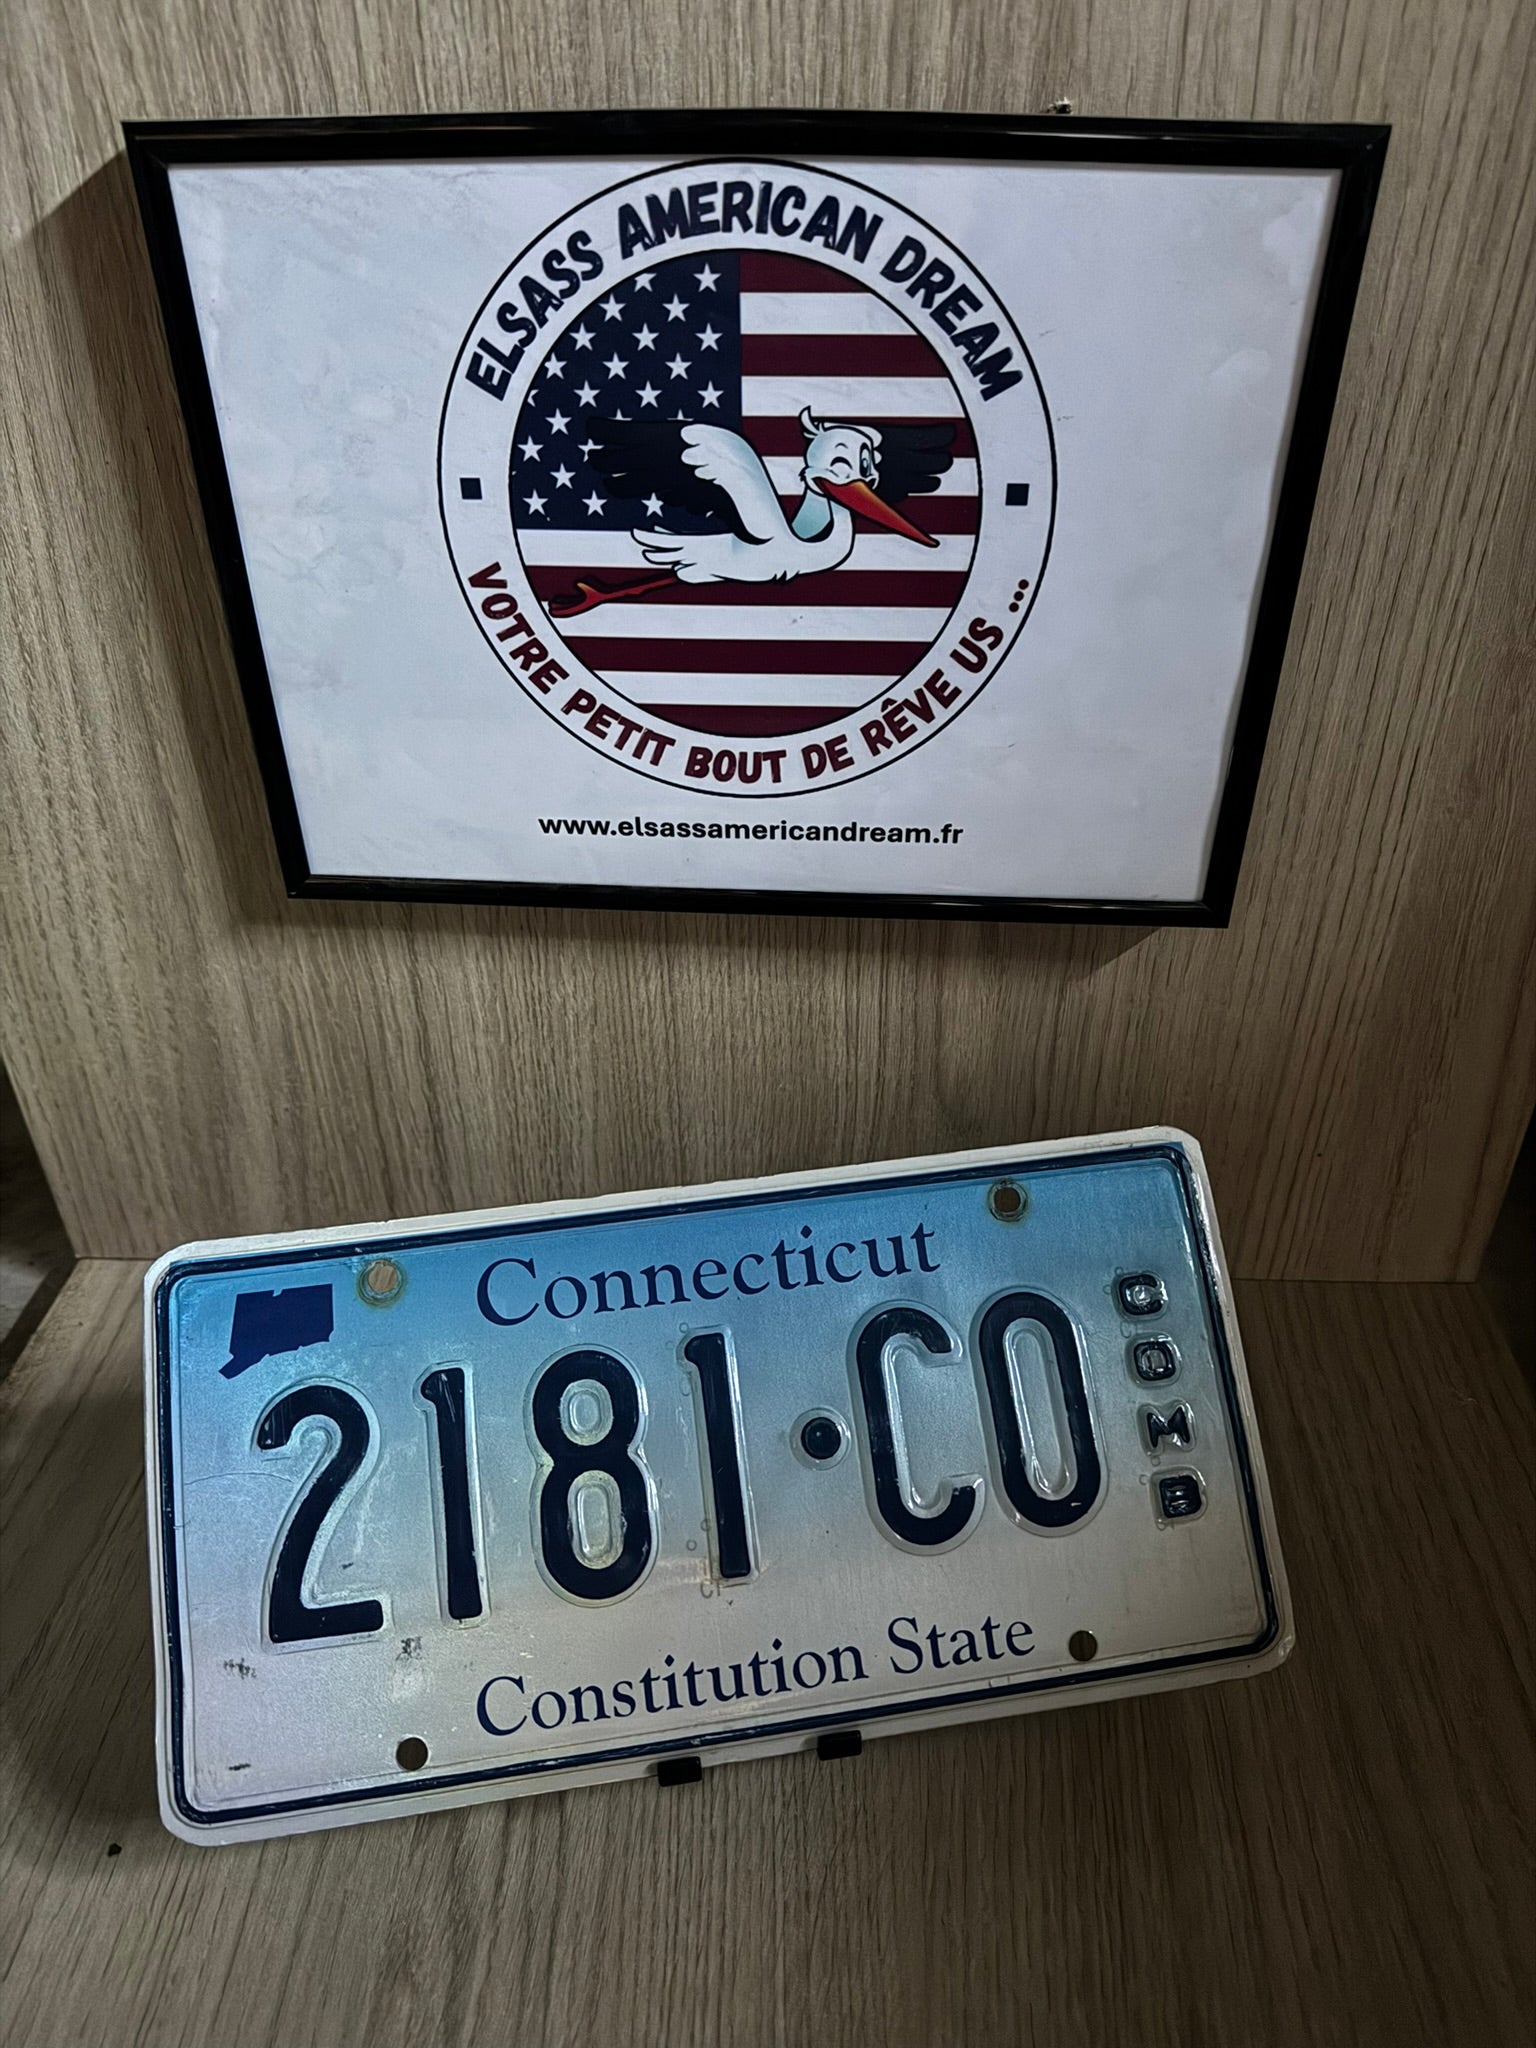 ELSASS AMERICAN DREAM
VOTRE PETIT BOUT DE RÊVE US ...
www.elsassamericandream.fr
Connecticut
2181·CO
COMB
Constitution State